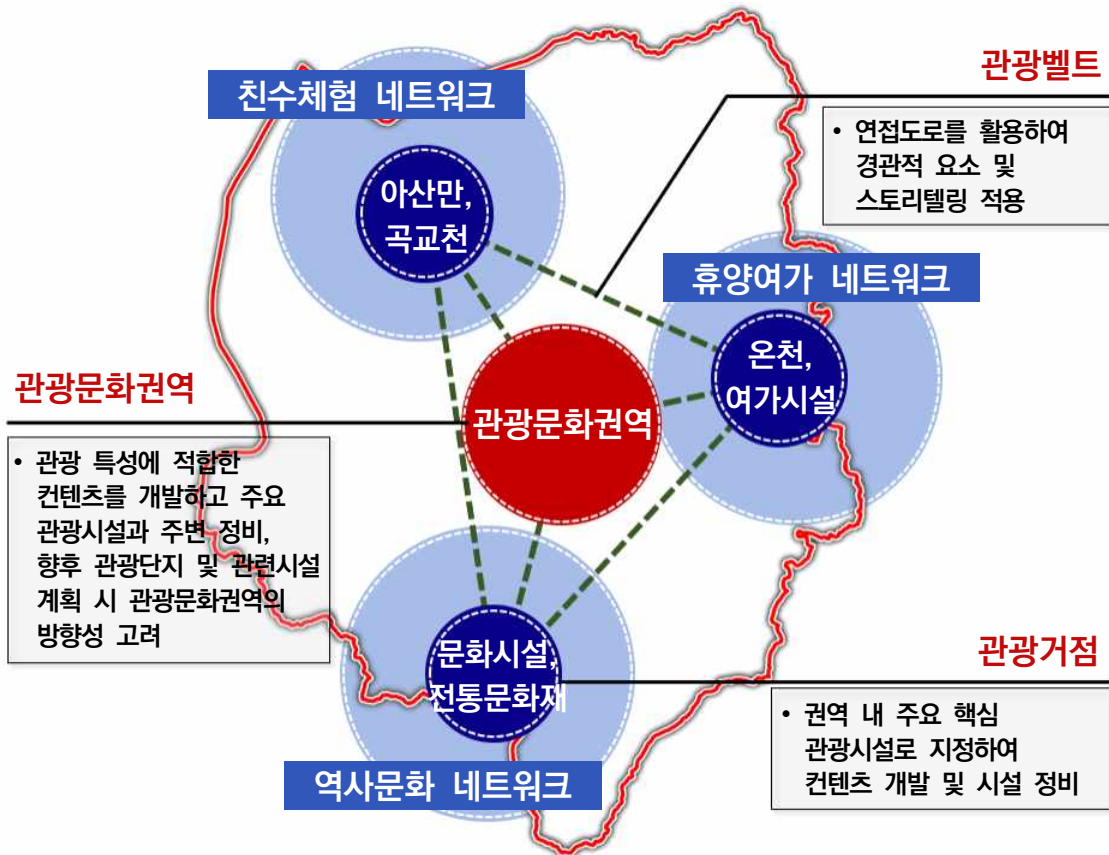 관광벨트
친수체험 네트워크
• 연접도로를 활용하여
경관적 요소 및
스토리텔링 적용
아산만,
곡교천
휴양여가 네트워크
온천,
여가시설
관광문화권역
관광문화권역
• 관광 특성에 적합한
컨텐츠를 개발하고 주요
관광시설과 주변 정비,
향후 관광단지 및 관련시설
계획 시 관광문화권역의
방향성 고려
문화시설,
전통문화재
관광거점
• 권역 내 주요 핵심
관광시설로 지정하여
컨텐츠 개발 및 시설 정비
역사문화 네트워크